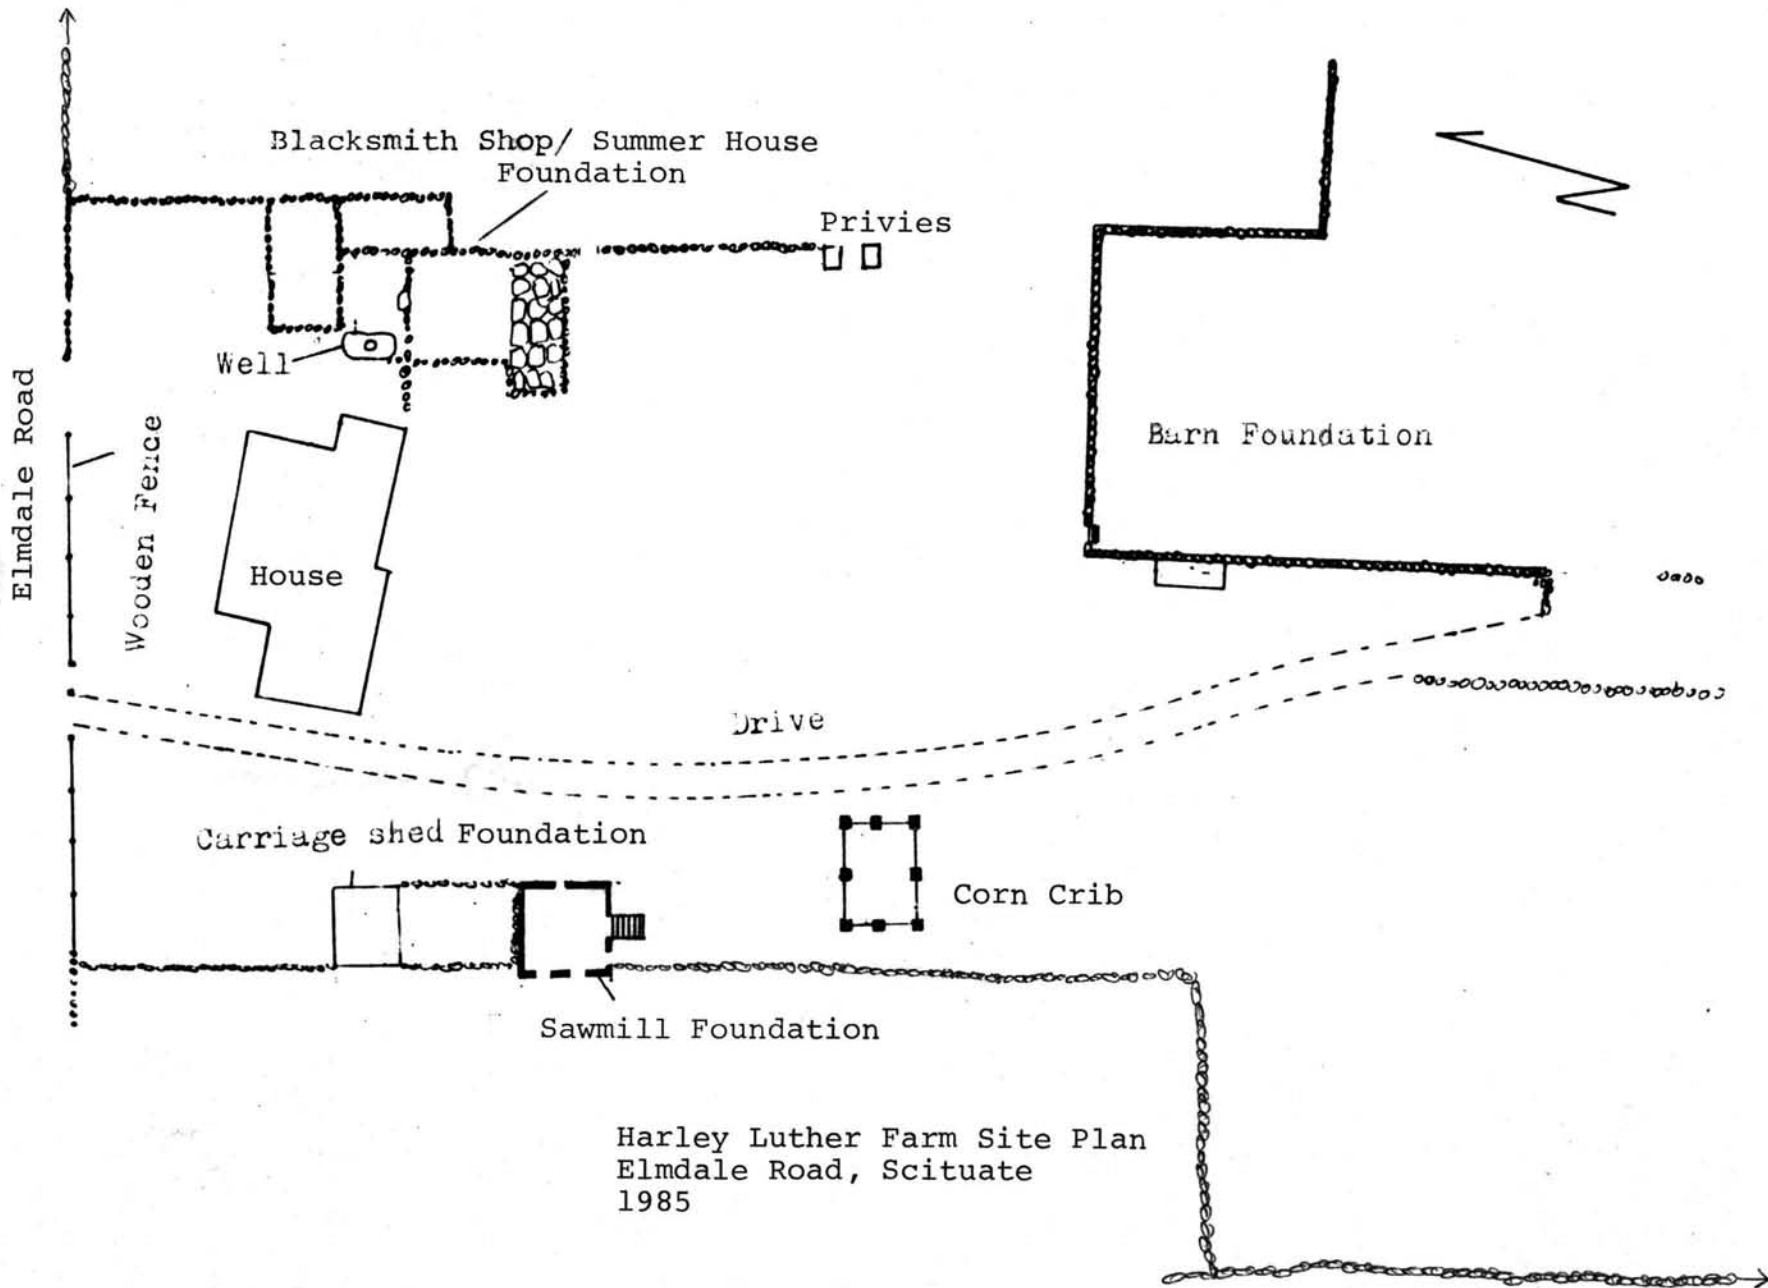 Blacksmith Shop/ Summer House
Foundation
Privies
Well
Elmdale Road
Wooden Fence
House
Barn Foundation
Drive
Carriage shed Foundation
Corn Crib
Sawmill Foundation
Harley Luther Farm Site Plan
Elmdale Road, Scituate
1985